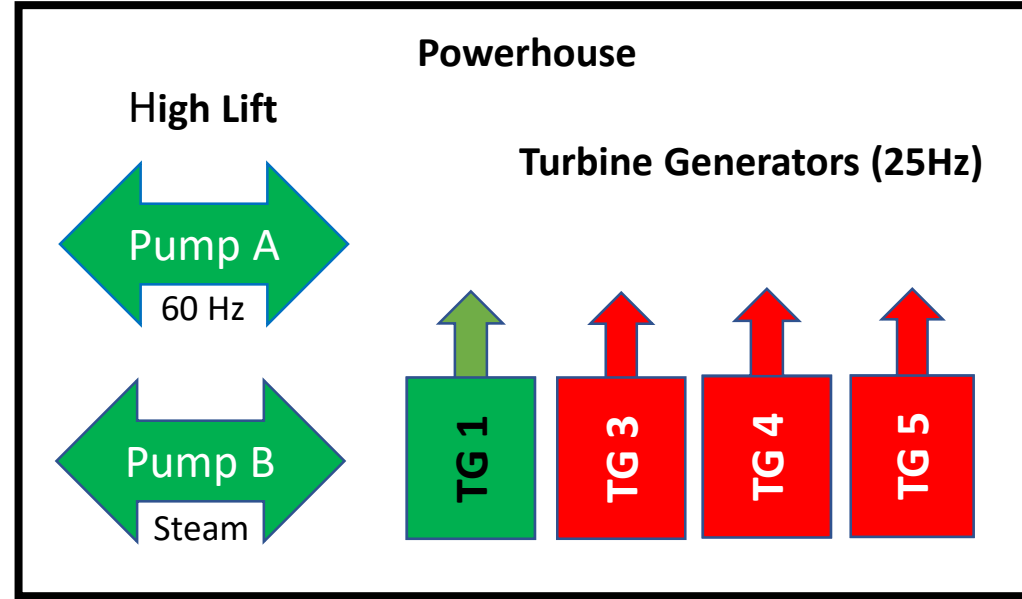 Powerhouse
High Lift
Turbine Generators (25Hz)
Pump A
60 Hz
Pump B
Steam
TG 1
TG 3
TG 4
TG 5